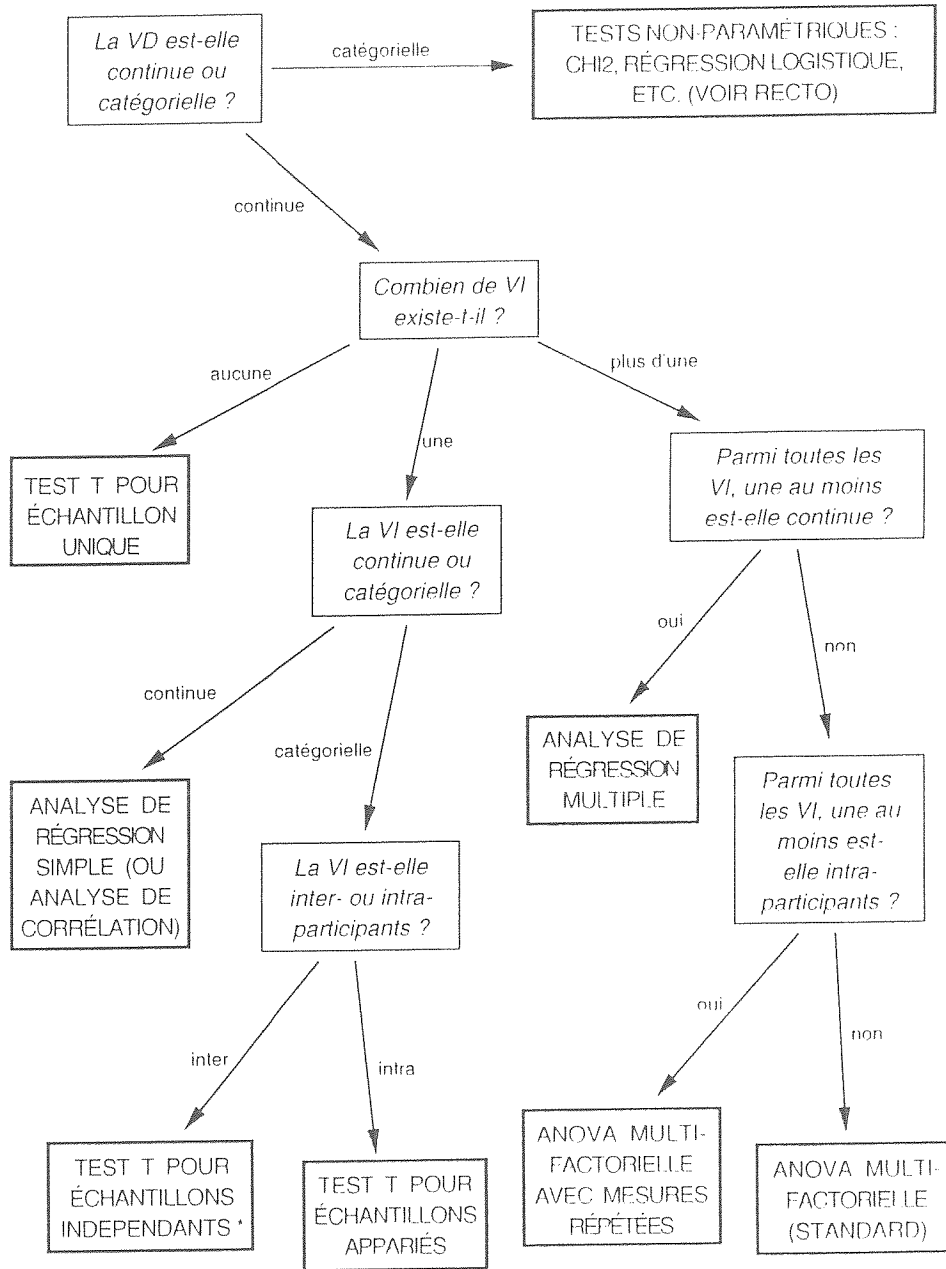 La VD est-elle
continue ou
catégorielle ?
catégorielle
TESTS NON-PARAMÉTRIQUES :
CHI2, RÉGRESSION LOGISTIQUE,
ETC. (VOIR RECTO)
continue
Combien de VI
existe-t-il ?
aucune
une
plus d'une
TEST T POUR
ÉCHANTILLON
UNIQUE
La VI est-elle
continue ou
catégorielle ?
Parmi toutes les
VI, une au moins
est-elle continue ?
continue
catégorielle
oui
non
ANALYSE DE
RÉGRESSION
SIMPLE (OU
ANALYSE DE
CORRÉLATION)
La VI est-elle
inter- ou intra-
participants ?
ANALYSE DE
RÉGRESSION
MULTIPLE
Parmi toutes
les VI, une au
moins est-
elle intra-
participants ?
inter
intra
oui
non
TEST T POUR
ÉCHANTILLONS
INDEPENDANTS *
TEST T POUR
ÉCHANTILLONS
APPARIÉS
ANOVA MULTI-
FACTORIELLE
AVEC MESURES
RÉPÉTÉES
ANOVA MULTI-
FACTORIELLE
(STANDARD)